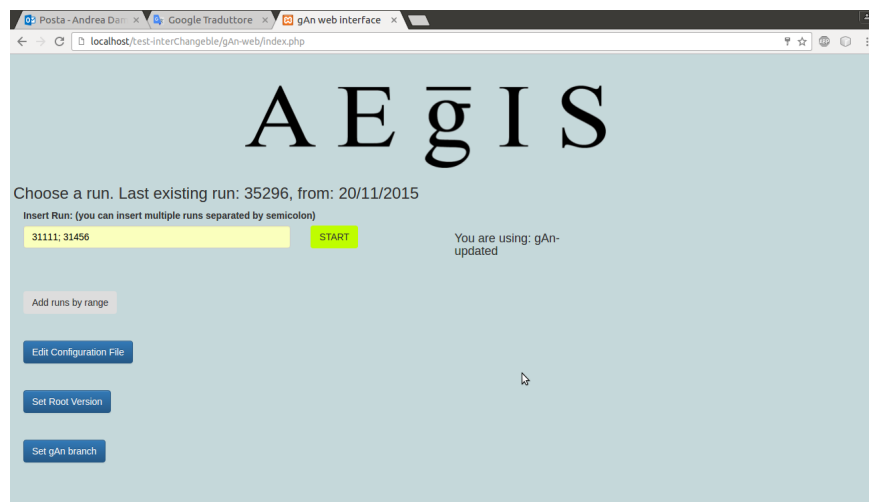 Posta - Andrea Dam
Google Traduttore
gAn web interface
localhost/test-interChangeble/gAn-web/index.php
AEḡIS
Choose a run. Last existing run: 35296, from: 20/11/2015
Insert Run: (you can insert multiple runs separated by semicolon)
31111; 31456
START
You are using: gAn-
updated
Add runs by range
Edit Configuration File
Set Root Version
Set gAn branch